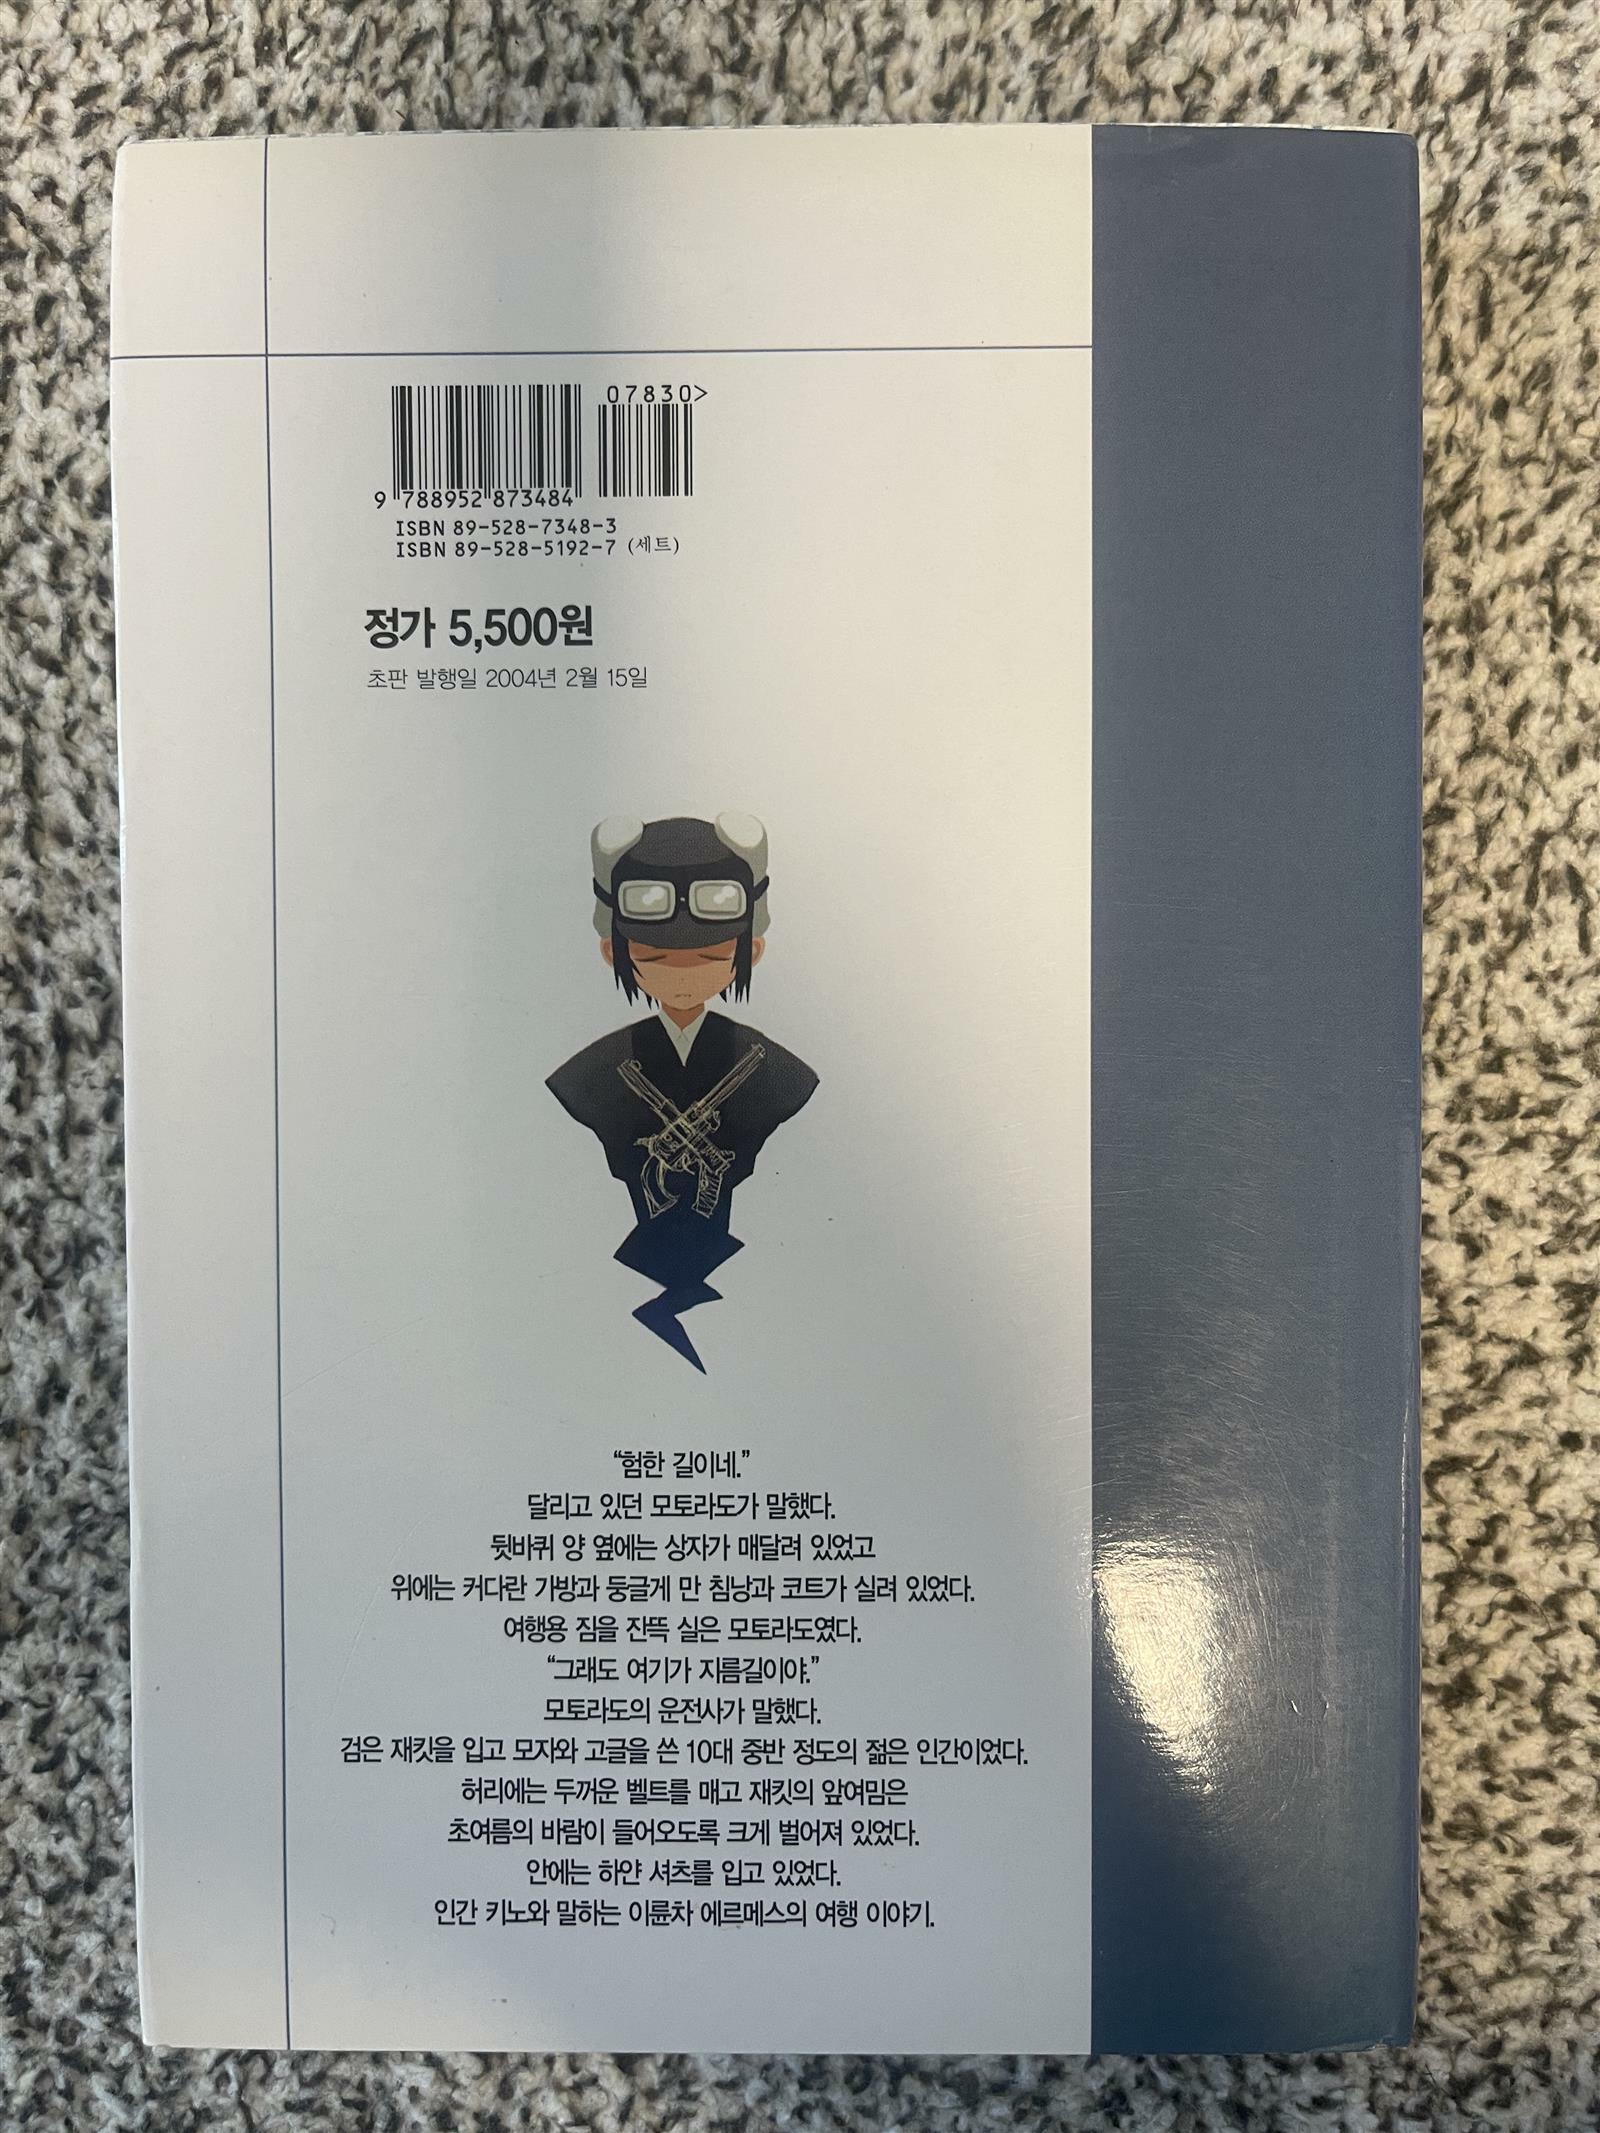 07830>
9 788952 873484
ISBN 89-528-7348-3
ISBN 89-528-5192-7 (세트)
정가 5,500원
초판 발행일 2004년 2월 15일
“험한 길이네.”
달리고 있던 모토라도가 말했다.
뒷바퀴 양 옆에는 상자가 매달려 있었고
위에는 커다란 가방과 둥글게 만 침낭과 코트가 실려 있었다.
여행용 짐을 잔뜩 실은 모토라도였다.
“그래도 여기가 지름길이야.”
모토라도의 운전사가 말했다.
검은 재킷을 입고 모자와 고글을 쓴 10대 중반 정도의 젊은 인간이었다.
허리에는 두꺼운 벨트를 매고 재킷의 앞여밈은
초여름의 바람이 들어오도록 크게 벌어져 있었다.
안에는 하얀 셔츠를 입고 있었다.
인간 키노와 말하는 이륜차 에르메스의 여행 이야기.